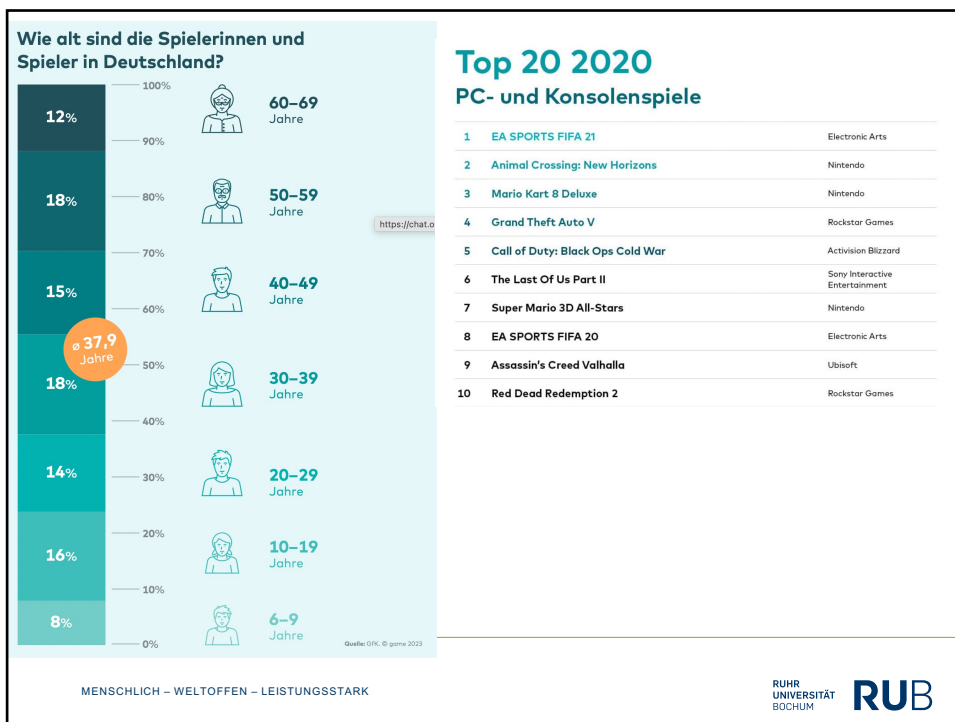 Wie alt sind die Spielerinnen und
Spieler in Deutschland?
100%
12%
60–69
Jahre
90%
18%
80%
50–59
Jahre
70%
15%
40–49
Jahre
60%
ø 37,9
Jahre
50%
18%
30–39
Jahre
40%
14%
30%
20–29
Jahre
20%
16%
10–19
Jahre
10%
8%
6–9
Jahre
0%
Quelle: GfK. © game 2023
https://chat.o
Top 20 2020
PC- und Konsolenspiele
1 EA SPORTS FIFA 21 Electronic Arts
2 Animal Crossing: New Horizons Nintendo
3 Mario Kart 8 Deluxe Nintendo
4 Grand Theft Auto V Rockstar Games
5 Call of Duty: Black Ops Cold War Activision Blizzard
6 The Last Of Us Part II Sony Interactive
Entertainment
7 Super Mario 3D All-Stars Nintendo
8 EA SPORTS FIFA 20 Electronic Arts
9 Assassin's Creed Valhalla Ubisoft
10 Red Dead Redemption 2 Rockstar Games
MENSCHLICH – WELTOFFEN – LEISTUNGSSTARK
RUHR
UNIVERSITÄT
BOCHUM
RUB